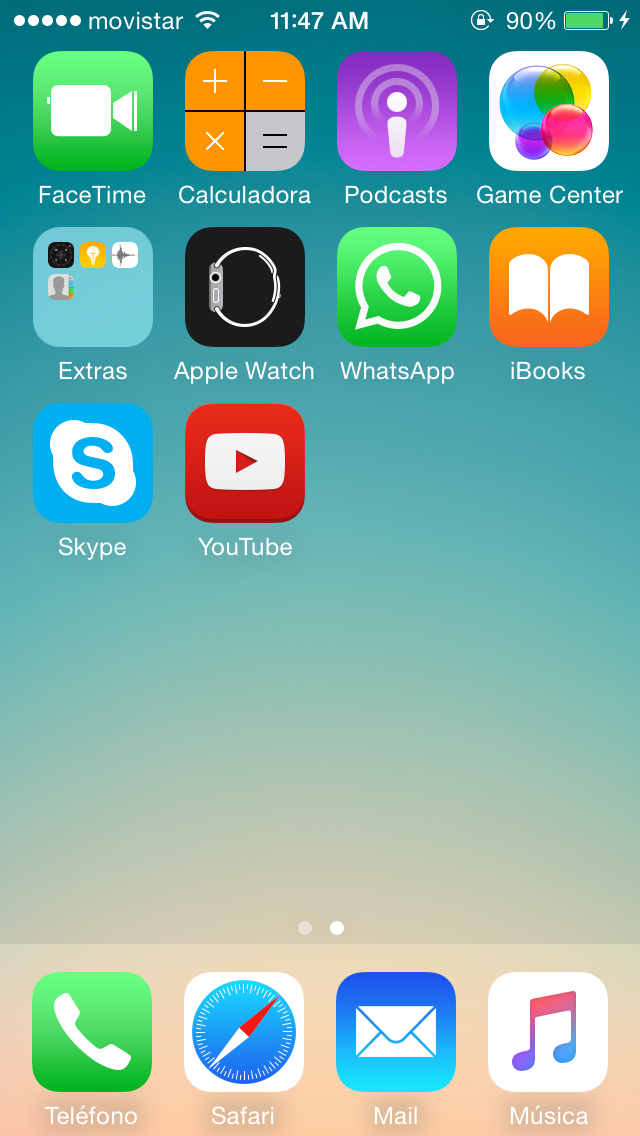 movistar 11:47 AM 90%
FaceTime Calculadora Podcasts Game Center
Extras Apple Watch WhatsApp iBooks
Skype YouTube
Teléfono Safari Mail Música